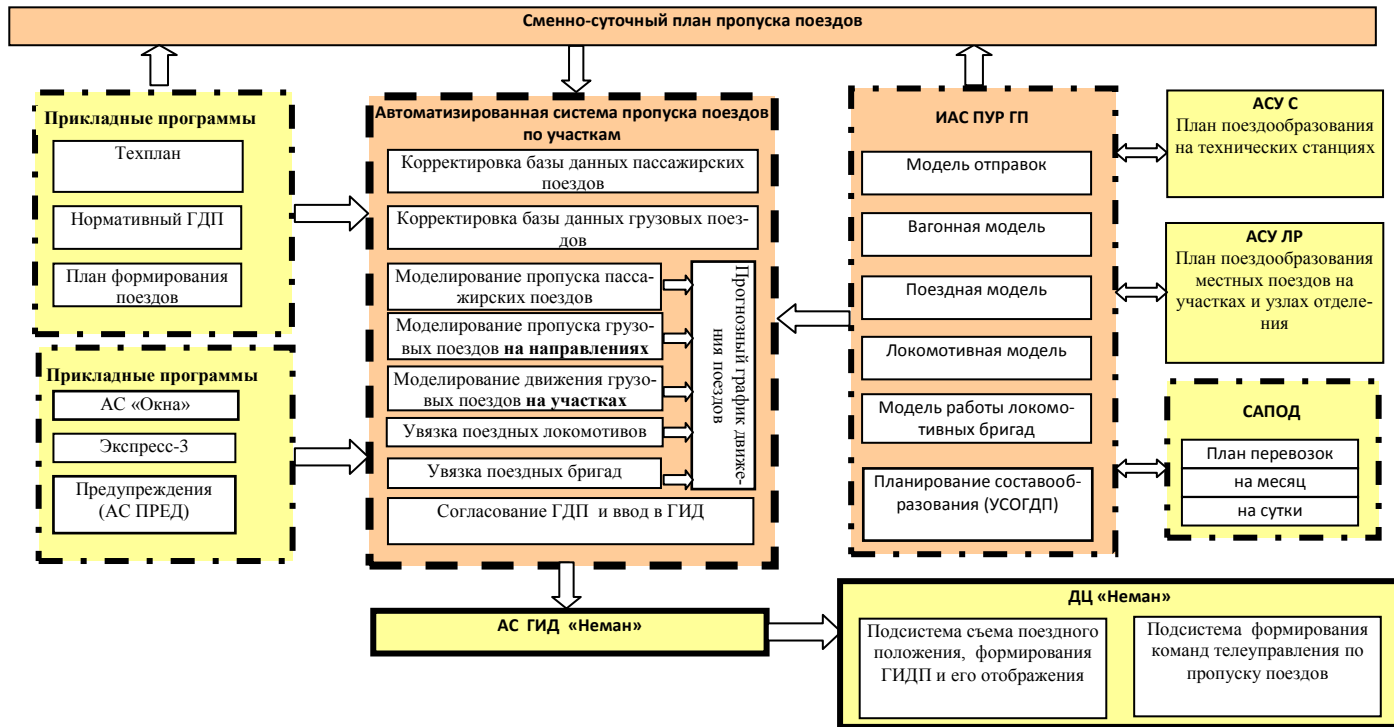 Сменно-суточный план пропуска поездов
Прикладные программы
Техплан
Нормативный ГДП
План формирования
поездов
Прикладные программы
АС «Окна»
Экспресс-3
Предупреждения
(АС ПРЕД)
Автоматизированная система пропуска поездов
по участкам
Корректировка базы данных пассажирских
поездов
Корректировка базы данных грузовых поез-
дов
Моделирование пропуска пасса-
жирских поездов
Моделирование пропуска грузо-
вых поездов на направлениях
Моделирование движения грузо-
вых поездов на участках
Увязка поездных локомотивов
Увязка поездных бригад
Прогнозный график движе-
ния поездов
Согласование ГДП и ввод в ГИД
ИАС ПУР ГП
Модель отправок
Вагонная модель
Поездная модель
Локомотивная модель
Модель работы локомо-
тивных бригад
Планирование составообр-
разования (УСОГДП)
АСУ С
План поездообразования
на технических станциях
АСУ ЛР
План поездообразования
местных поездов на
участках и узлах отделе-
ния
САПОД
План перевозок
на месяц
на сутки
АС ГИД «Неман»
ДЦ «Неман»
Подсистема съема поездного
положения, формирования
ГИДП и его отображения
Подсистема формирования
команд телеуправления по
пропуску поездов